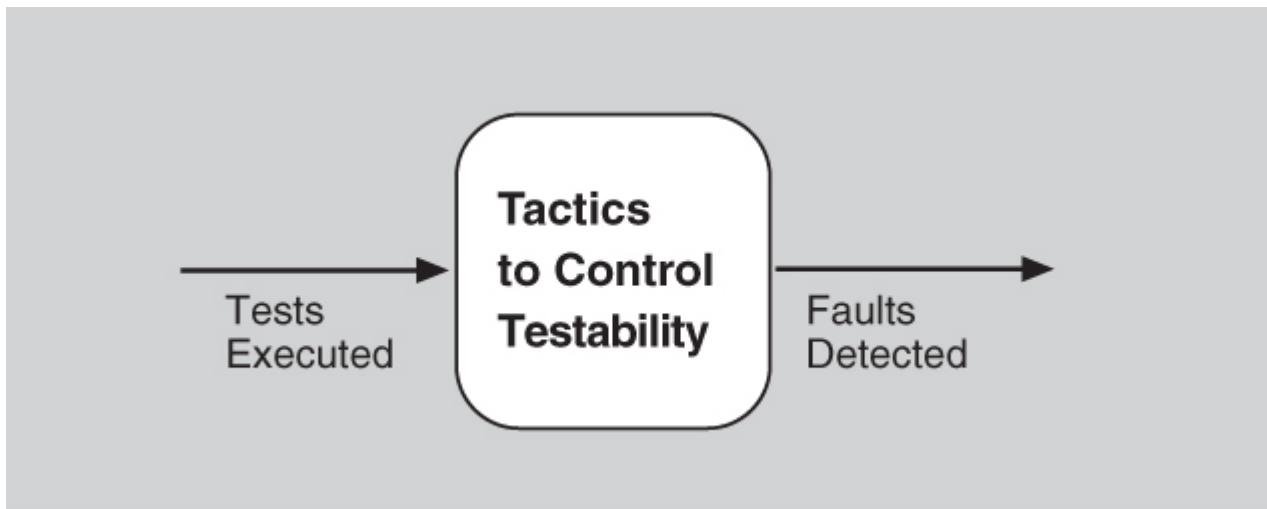 Tests
Executed
Tactics
to Control
Testability
Faults
Detected